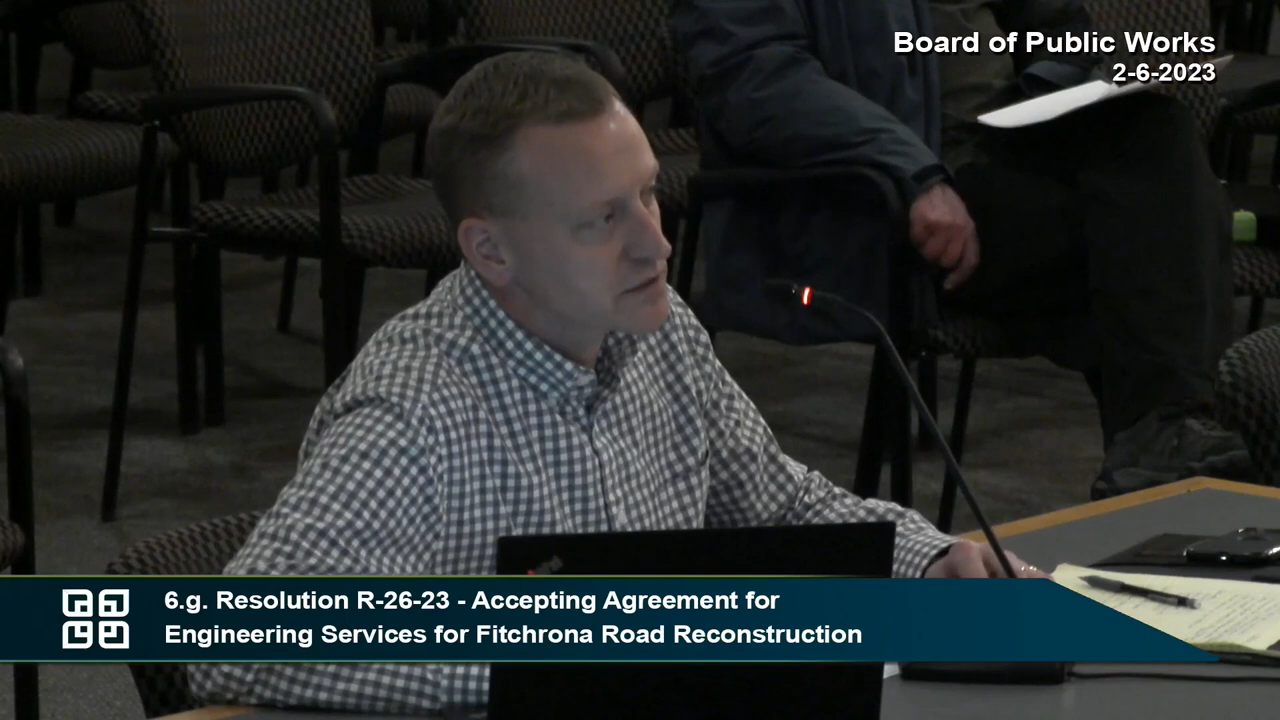 Board of Public Works
2-6-2023
6.g. Resolution R-26-23 - Accepting Agreement for
Engineering Services for Fitchrona Road Reconstruction